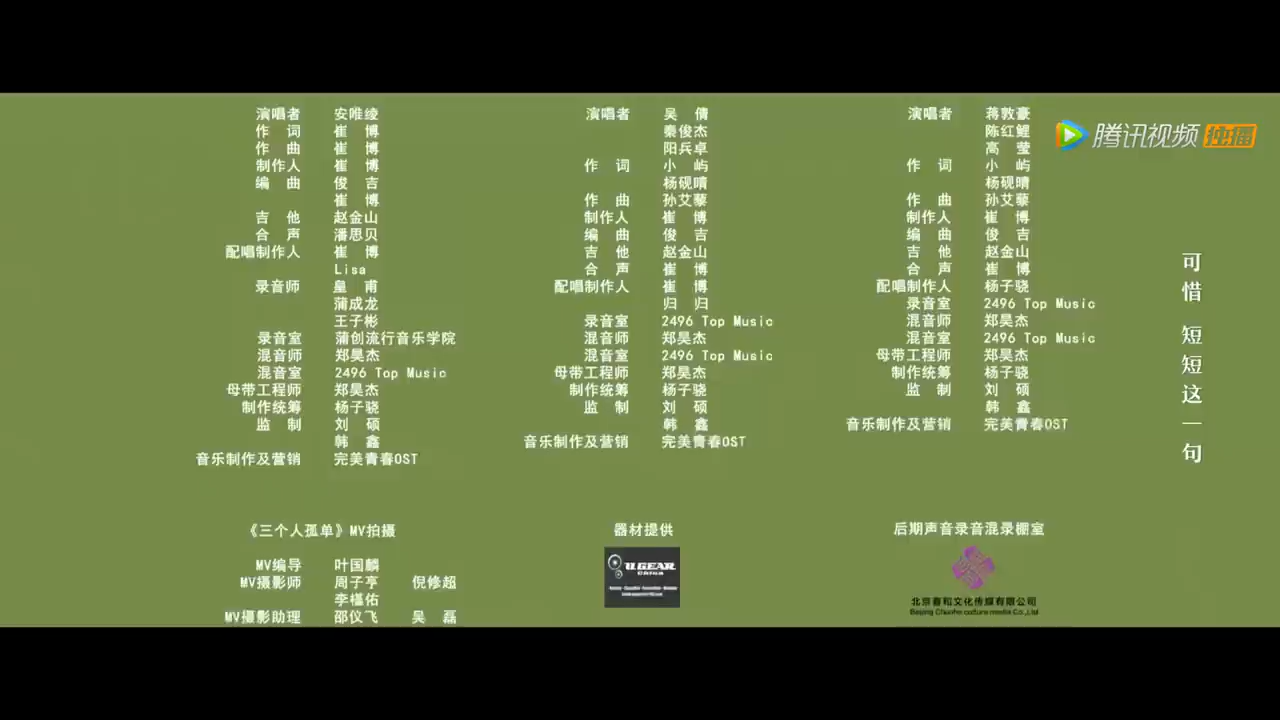 演唱者 安唯绫
作 词 崔 博
作 曲 崔 博
制作人 崔 博
编 曲 俊 吉
崔 博
吉 他 赵金山
合 声 潘思贝
配唱制作人 崔 博
Lisa
录音师 皇 甫
蒲成龙
王子彬
录音室 蒲创流行音乐学院
混音师 郑昊杰
混音室 2496 Top Music
母带工程师 郑昊杰
制作统筹 杨子骁
监 制 刘 硕
韩 鑫
音乐制作及营销 完美青春OST
演唱者 吴 倩
秦俊杰
阳兵卓
作 词 小 屿
杨砚晴
作 曲 孙艾藜
制作人 崔 博
编 曲 俊 吉
吉 他 赵金山
合 声 崔 博
配唱制作人 崔 博
归 归
录音室 2496 Top Music
混音师 郑昊杰
混音室 2496 Top Music
母带工程师 郑昊杰
制作统筹 杨子骁
监 制 刘 硕
韩 鑫
音乐制作及营销 完美青春OST
演唱者 蒋敦豪
陈红鲤
高 莹
作 词 小 屿
杨砚晴
作 曲 孙艾藜
制作人 崔 博
编 曲 俊 吉
吉 他 赵金山
合 声 崔 博
配唱制作人 杨子骁
录音室 2496 Top Music
混音师 郑昊杰
混音室 2496 Top Music
母带工程师 郑昊杰
制作统筹 杨子骁
监 制 刘 硕
韩 鑫
音乐制作及营销 完美青春OST
腾讯视频 独播
可惜 短短这一句
《三个人孤单》MV拍摄
MV编导 叶国麟
MV摄影师 周子亨 倪修超
李槿佑
MV摄影助理 邵仪飞 吴 磊
器材提供
U.GEAR
China
后期声音录音混录棚室
北京春和文化传媒有限公司
Beijing Chunhe culture media Co.,Ltd